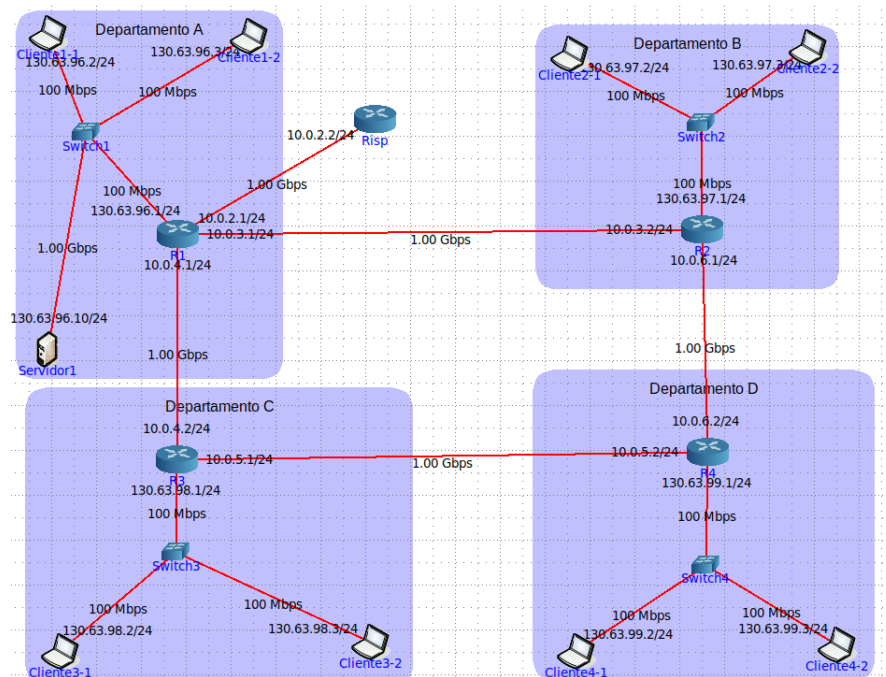 Departamento A
Cliente1-1
130.63.96.2/24
130.63.96.3/24
Cliente1-2
100 Mbps
100 Mbps
Switch1
10.0.2.2/24
Risp
100 Mbps
1.00 Gbps
130.63.96.1/24
10.0.2.1/24
10.0.3.1/24
R1
10.0.4.1/24
1.00 Gbps
130.63.96.10/24
Servidor1
1.00 Gbps
1.00 Gbps
Departamento B
Cliente2-1
130.63.97.2/24
130.63.97.3/24
Cliente2-2
100 Mbps
100 Mbps
Switch2
100 Mbps
130.63.97.1/24
10.0.3.2/24
R2
10.0.6.1/24
1.00 Gbps
Departamento C
10.0.4.2/24
10.0.5.1/24
R3
130.63.98.1/24
100 Mbps
Switch3
100 Mbps
100 Mbps
130.63.98.2/24
130.63.98.3/24
Cliente3-1
Cliente3-2
1.00 Gbps
Departamento D
10.0.6.2/24
10.0.5.2/24
R4
130.63.99.1/24
100 Mbps
Switch4
100 Mbps
100 Mbps
130.63.99.2/24
130.63.99.3/24
Cliente4-1
Cliente4-2